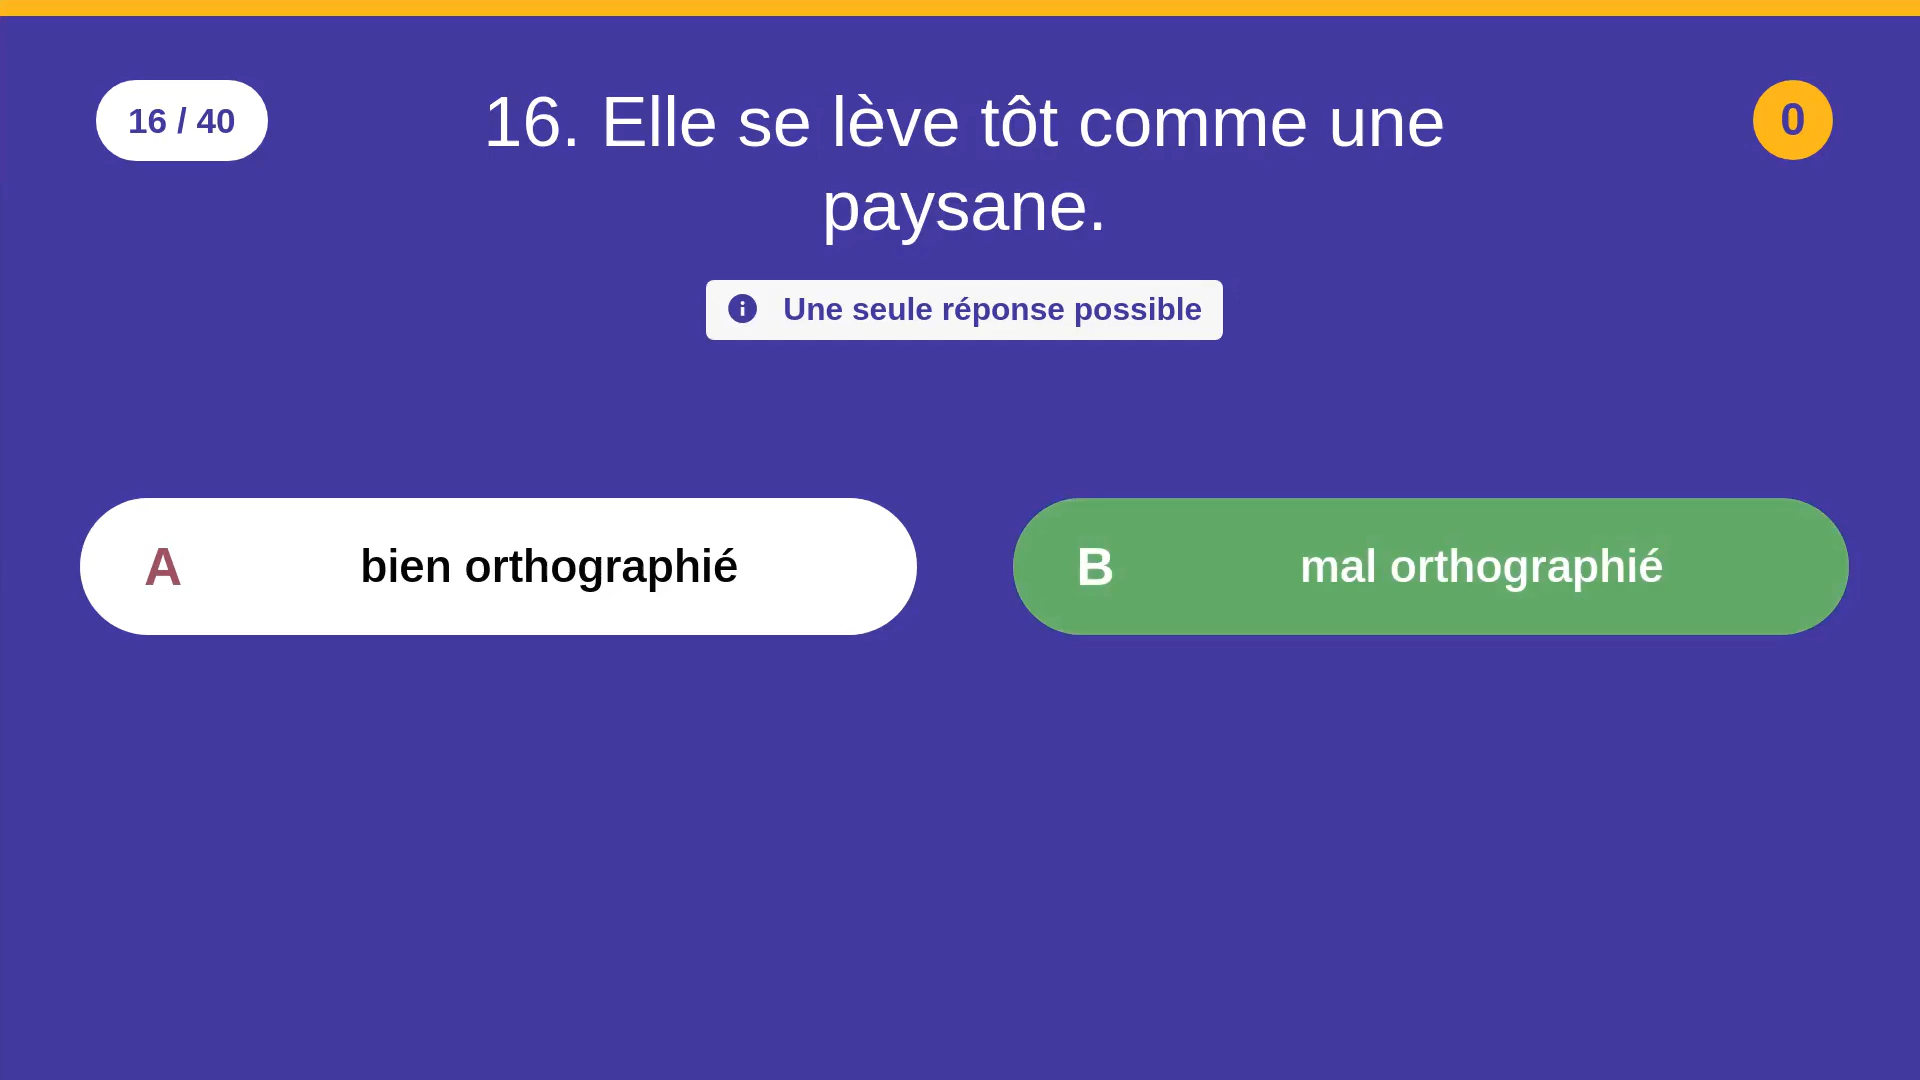 16 / 40
16. Elle se lève tôt comme une
paysane.
0
Une seule réponse possible
A bien orthographié
B mal orthographié